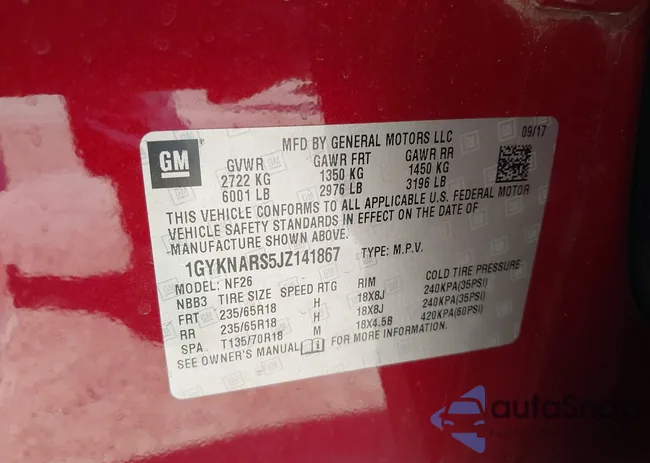 GM
MFD BY GENERAL MOTORS LLC 09/17
GVWR GAWR FRT GAWR RR
2722 KG 1350 KG 1450 KG
6001 LB 2976 LB 3196 LB
THIS VEHICLE CONFORMS TO ALL APPLICABLE U.S. FEDERAL MOTOR
VEHICLE SAFETY STANDARDS IN EFFECT ON THE DATE OF
MANUFACTURE SHOWN ABOVE.
1GYKNARS5JZ141867 TYPE: M.P.V.
MODEL: NF26
NBB3 TIRE SIZE SPEED RTG RIM COLD TIRE PRESSURE
FRT 235/65R18 H 18X8J 240KPA(35PSI)
RR 235/65R18 H 18X8J 240KPA(35PSI)
SPA T135/70R18 M 18X4.5B 420KPA(60PSI)
SEE OWNER'S MANUAL FOR MORE INFORMATION.